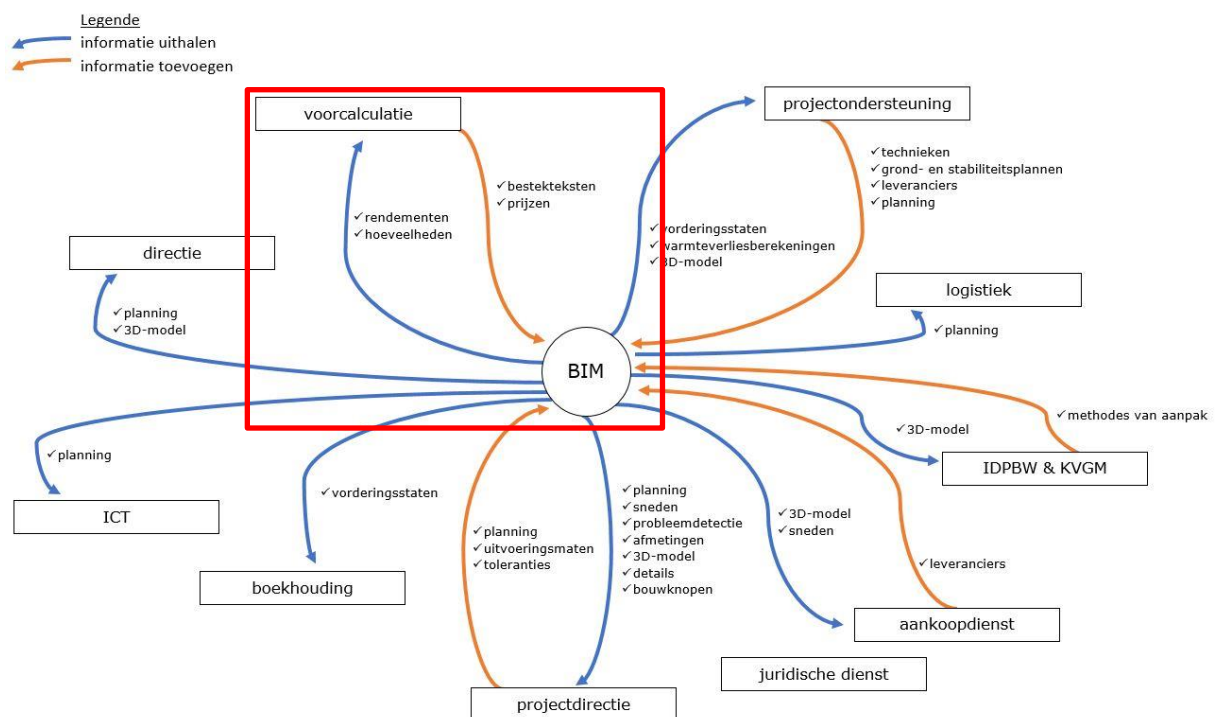 Legende
informatie uithalen
informatie toevoegen
voorcalculatie
projectondersteuning
✓technieken
✓grond- en stabiliteitsplannen
✓leveranciers
✓planning
✓bestekteksten
✓prijzen
✓rendementen
✓hoeveelheden
✓vorderingsstaten
✓warmteverliesberekeningen
✓3D-model
directie
✓planning
✓3D-model
logistiek
✓planning
BIM
✓methodes van aanpak
✓3D-model
IDPBW & KVGM
✓planning
ICT
✓vorderingsstaten
boekhouding
✓planning
✓uitvoeringsmaten
✓toleranties
✓planning
✓sneden
✓probleemdetectie
✓afmetingen
✓3D-model
✓details
✓bouwknopen
✓3D-model
✓sneden
✓leveranciers
aankoopdienst
juridische dienst
projectdirectie